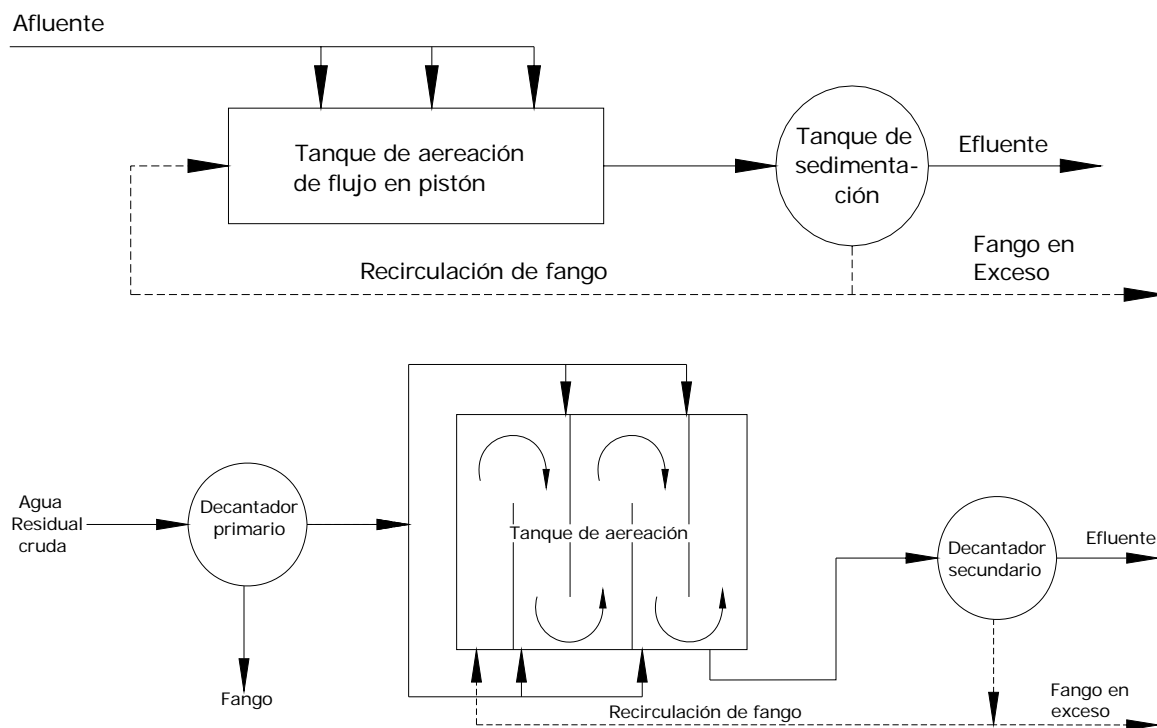 Afluente
Tanque de aereación
de flujo en pistón
Tanque de
sedimenta-
ción
Efluente
Recirculación de fango
Fango en
Exceso
Agua
Residual
cruda
Decantador
primario
Fango
Tanque de aereación
Decantador
secundario
Efluente
Recirculación de fango
Fango en
exceso